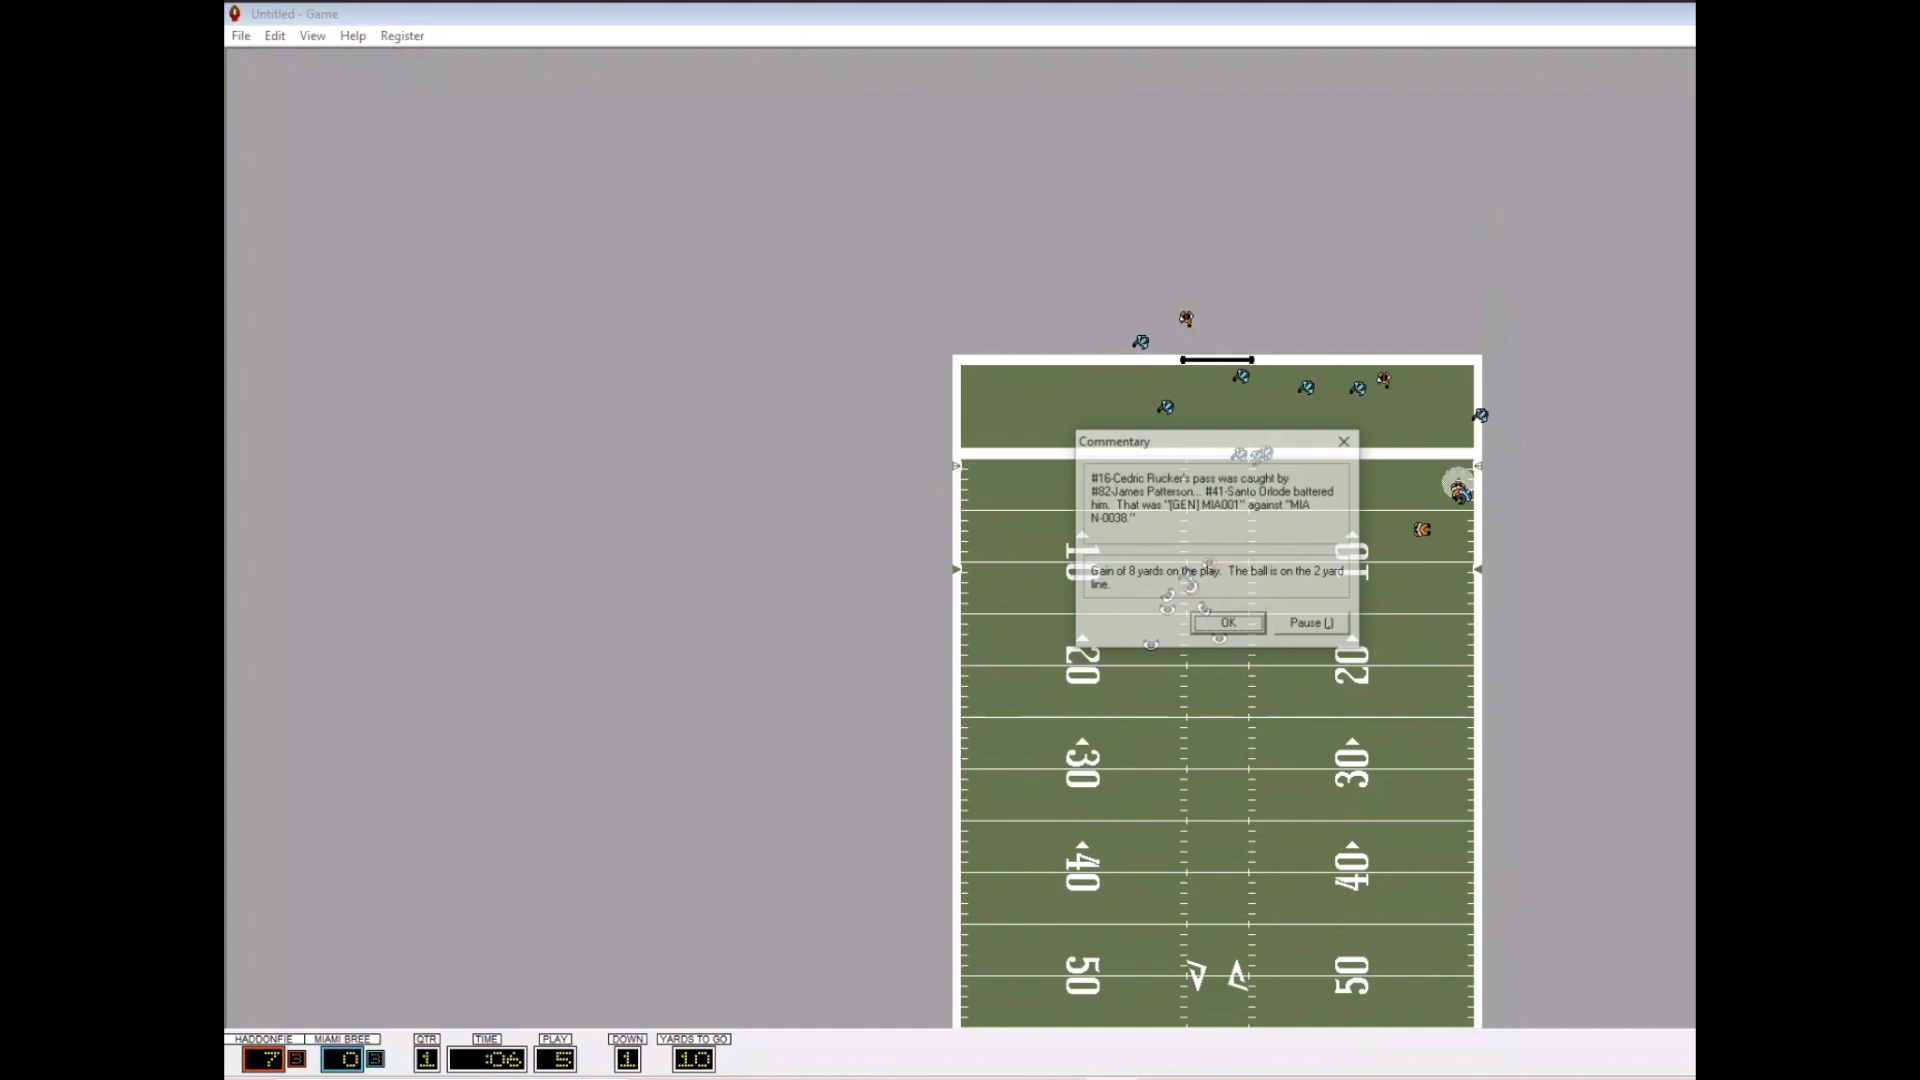 Untitled - Game
File Edit View Help Register
Commentary
#16-Cedric Rucker's pass was caught by
#82-James Patterson... #41-Santo Orlode battered
him. That was "[GEN] MIA001" against "MIA
N-0038."
Gain of 8 yards on the play. The ball is on the 2 yard
line.
OK Pause (,)
10 10
20 20
30 30
40 40
50 50
HADDONFIE MIAMI BREE QTR TIME PLAY DOWN YARDS TO GO
7 3 0 3 1 :06 5 1 10